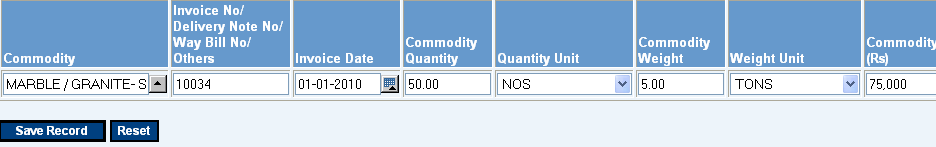 Commodity
Invoice No/
Delivery Note No/
Way Bill No/
Others
Invoice Date
Commodity
Quantity
Quantity Unit
Commodity
Weight
Weight Unit
Commodity
(Rs)
MARBLE / GRANITE- S
10034
01-01-2010
50.00
NOS
5.00
TONS
75,000
Save Record
Reset